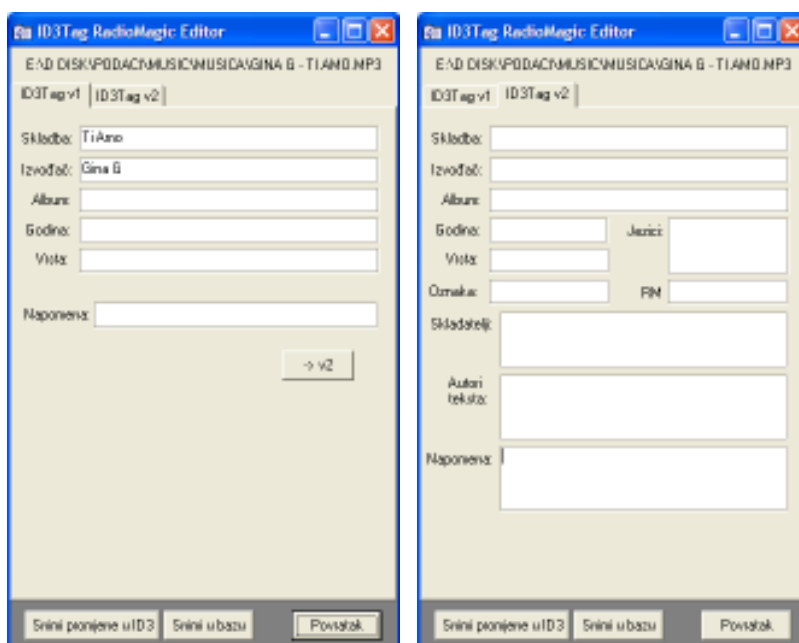 ID3Tag RadioMagic Editor
E:\D DISK\PODACI\MUSIC\MUSICA\GINA G - TI AMO.MP3
ID3Tag v1
ID3Tag v2
Skladba: Ti Amo
Izvođač: Gina G
Album:
Godina:
Vrsta:
Napomena:
-> v2
Snimi promjene u ID3
Snimi u bazu
Povratak
ID3Tag RadioMagic Editor
E:\D DISK\PODACI\MUSIC\MUSICA\GINA G - TI AMO.MP3
ID3Tag v1
ID3Tag v2
Skladba:
Izvođač:
Album:
Godina:
Jezici:
Vrsta:
Oznaka:
RM
Skladatelj:
Autori
teksta:
Napomena:
Snimi promjene u ID3
Snimi u bazu
Povratak